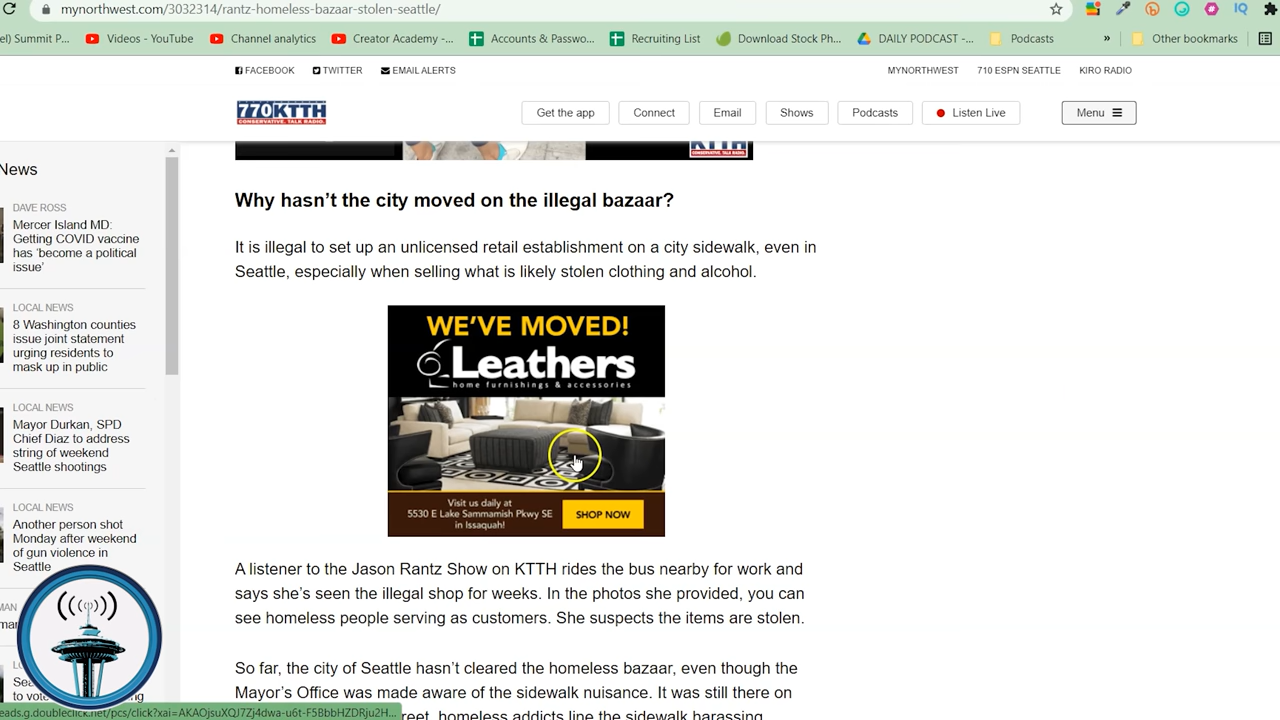 mynorthwest.com/3032314/rantz-homeless-bazaar-stolen-seattle/
el) Summit P... Videos - YouTube Channel analytics Creator Academy -... Accounts & Passwo... Recruiting List Download Stock Ph... DAILY PODCAST -... Podcasts » Other bookmarks
FACEBOOK TWITTER EMAIL ALERTS MYNORTHWEST 710 ESPN SEATTLE KIRO RADIO
770KTTH
CONSERVATIVE. TALK RADIO.
Get the app Connect Email Shows Podcasts Listen Live Menu
KTTH
News
DAVE ROSS
Mercer Island MD:
Getting COVID vaccine
has ‘become a political
issue’
LOCAL NEWS
8 Washington counties
issue joint statement
urging residents to
mask up in public
LOCAL NEWS
Mayor Durkan, SPD
Chief Diaz to address
string of weekend
Seattle shootings
LOCAL NEWS
Another person shot
Monday after weekend
of gun violence in
Seattle
Why hasn’t the city moved on the illegal bazaar?
It is illegal to set up an unlicensed retail establishment on a city sidewalk, even in
Seattle, especially when selling what is likely stolen clothing and alcohol.
WE'VE MOVED!
Leathers
home furnishings & accessories
Visit us daily at
5530 E Lake Sammamish Pkwy SE
in Issaquah!
SHOP NOW
A listener to the Jason Rantz Show on KTTH rides the bus nearby for work and
says she’s seen the illegal shop for weeks. In the photos she provided, you can
see homeless people serving as customers. She suspects the items are stolen.
So far, the city of Seattle hasn’t cleared the homeless bazaar, even though the
Mayor’s Office was made aware of the sidewalk nuisance. It was still there on
reet, homeless addicts line the sidewalk harassing